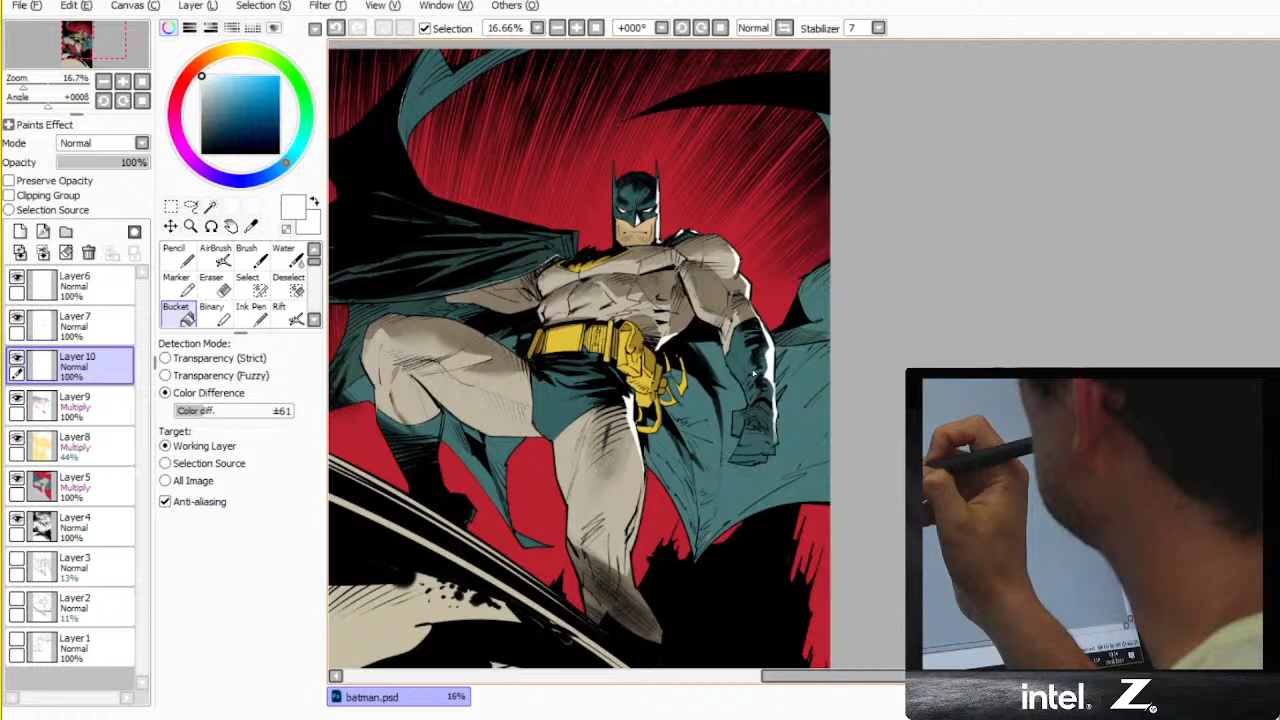 File (F) Edit (E) Canvas (C) Layer (L) Selection (S) Filter (T) View (V) Window (W) Others (O)
Selection 16.66% +000° Normal Stabilizer 7
Zoom 16.7%
Angle +000θ
Paints Effect
Mode Normal
Opacity 100%
Preserve Opacity
Clipping Group
Selection Source
Layer6
Normal
100%
Layer7
Normal
100%
Layer10
Normal
100%
Layer9
Multiply
100%
Layer8
Multiply
44%
Layer5
Multiply
100%
Layer4
Normal
100%
Layer3
Normal
13%
Layer2
Normal
11%
Layer1
Normal
100%
Pencil AirBrush Brush Water
Marker Eraser Select Deselect
Bucket Binary Ink Pen Rift
Detection Mode:
Transparency (Strict)
Transparency (Fuzzy)
Color Difference
Color diff. ±61
Target:
Working Layer
Selection Source
All Image
Anti-aliasing
batman.psd 16%
intel. Z